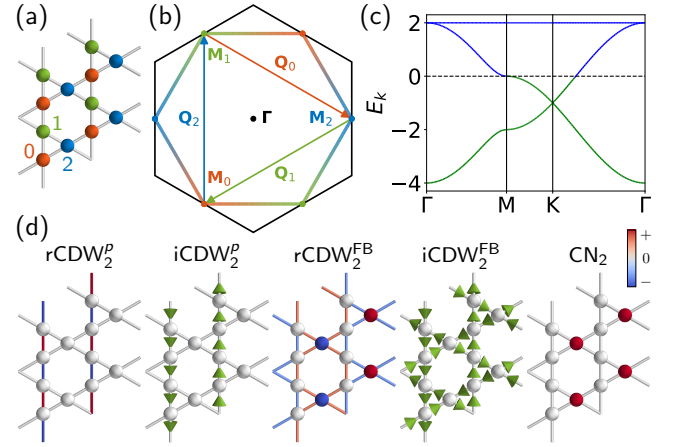 (a)
0
1
2
(b)
M₁
Q₀
Q₂
Γ
M₂
M₀
Q₁
(c)
E_k
2
0
−2
−4
Γ M K Γ
(d)
rCDW₂ᵖ iCDW₂ᵖ rCDW₂ᶠᴮ iCDW₂ᶠᴮ CN₂
+
0
−